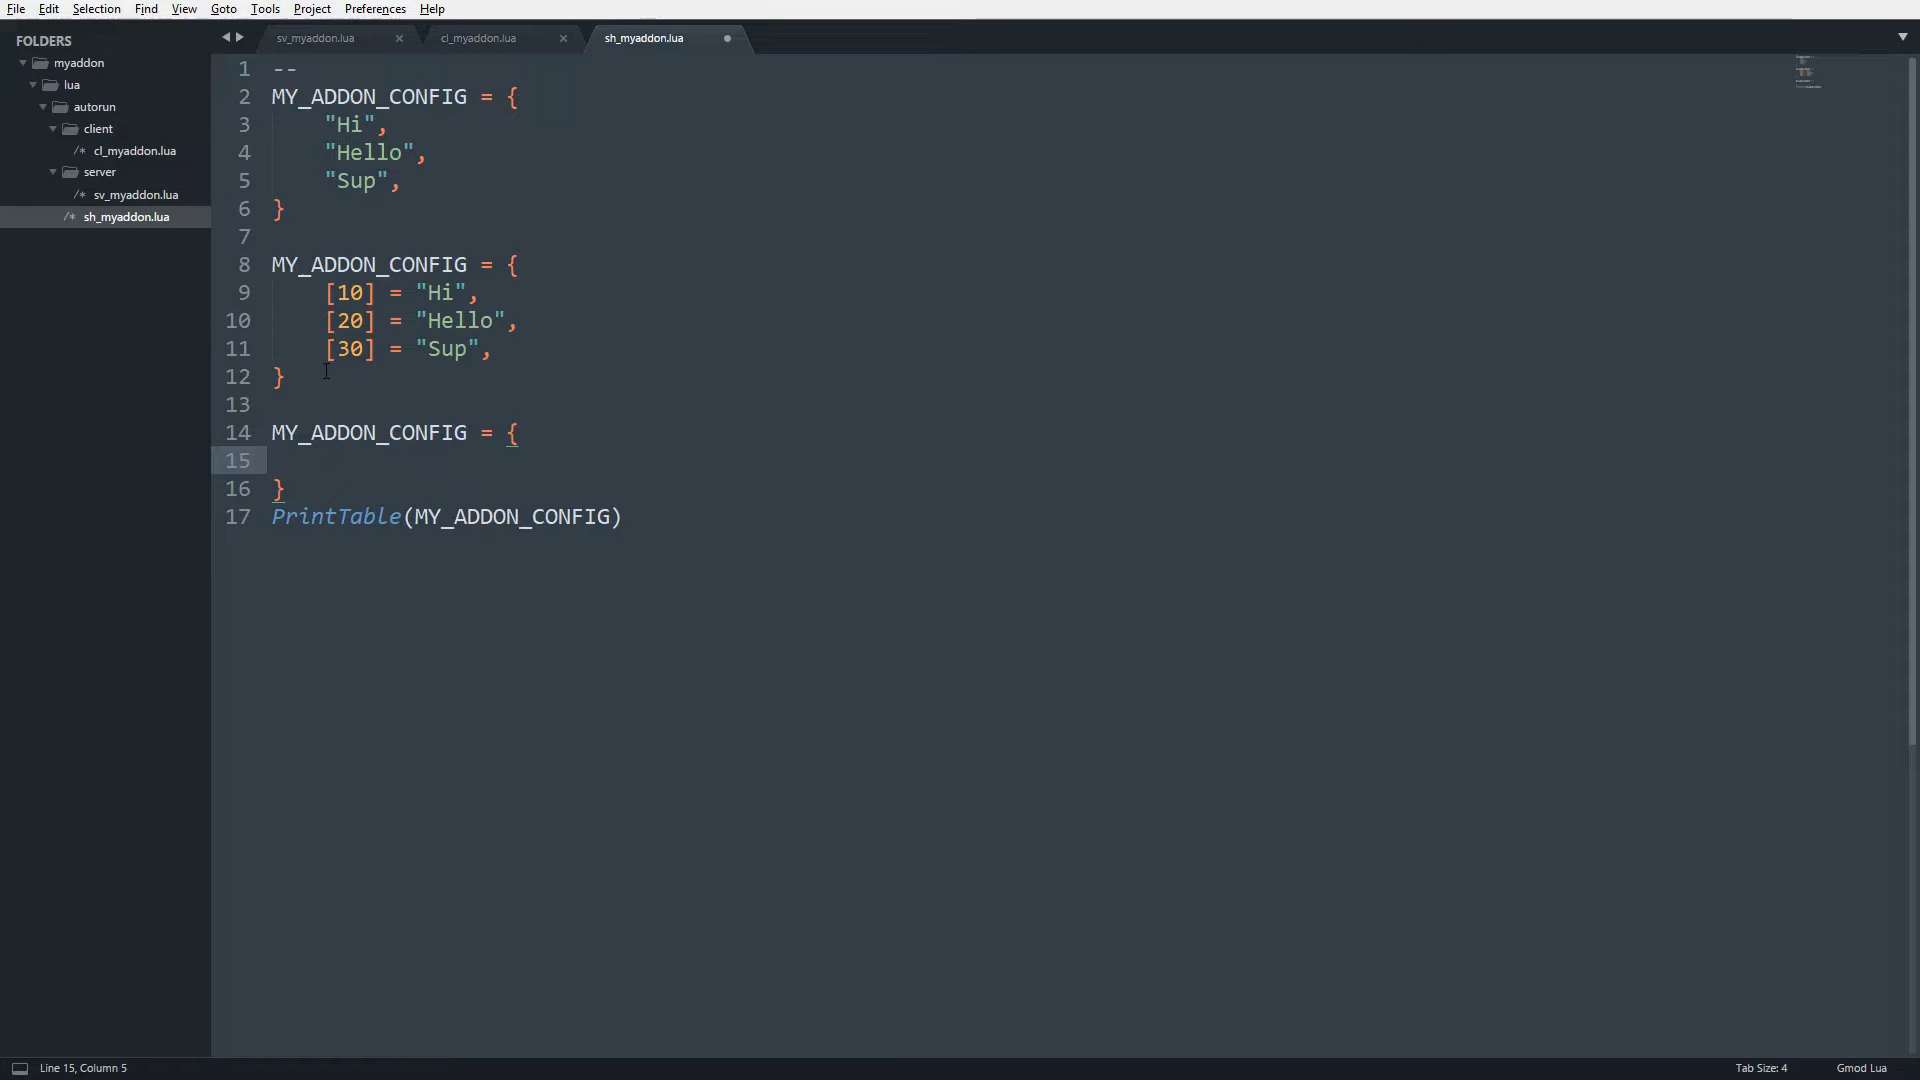 File Edit Selection Find View Goto Tools Project Preferences Help
FOLDERS
myaddon
lua
autorun
client
/* cl_myaddon.lua
server
/* sv_myaddon.lua
/* sh_myaddon.lua
sv_myaddon.lua × cl_myaddon.lua × sh_myaddon.lua
1 --
2 MY_ADDON_CONFIG = {
3 "Hi",
4 "Hello",
5 "Sup",
6 }
7
8 MY_ADDON_CONFIG = {
9 [10] = "Hi",
10 [20] = "Hello",
11 [30] = "Sup",
12 }
13
14 MY_ADDON_CONFIG = {
15
16 }
17 PrintTable(MY_ADDON_CONFIG)
Line 15, Column 5 Tab Size: 4 Gmod Lua